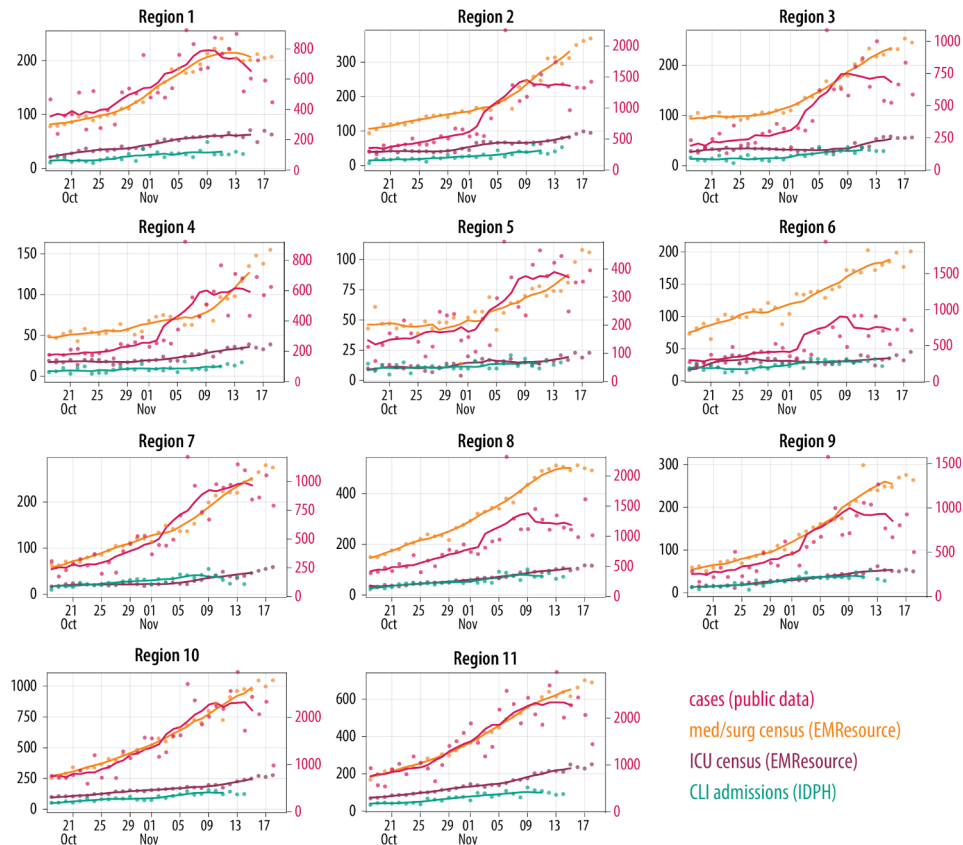 Region 1
200
100
0
800
600
400
200
0
21 25 29 01 05 09 13 17
Oct Nov
Region 2
300
200
100
0
2000
1500
1000
500
0
21 25 29 01 05 09 13 17
Oct Nov
Region 3
200
100
0
1000
750
500
250
0
21 25 29 01 05 09 13 17
Oct Nov
Region 4
150
100
50
0
800
600
400
200
0
21 25 29 01 05 09 13 17
Oct Nov
Region 5
100
75
50
25
0
400
300
200
100
0
21 25 29 01 05 09 13 17
Oct Nov
Region 6
200
150
100
50
0
1500
1000
500
0
21 25 29 01 05 09 13 17
Oct Nov
Region 7
200
100
0
1000
750
500
250
0
21 25 29 01 05 09 13 17
Oct Nov
Region 8
400
200
0
2000
1500
1000
500
0
21 25 29 01 05 09 13 17
Oct Nov
Region 9
300
200
100
0
1500
1000
500
0
21 25 29 01 05 09 13 17
Oct Nov
Region 10
1000
750
500
250
0
2000
1000
0
21 25 29 01 05 09 13 17
Oct Nov
Region 11
600
400
200
0
2000
1000
0
21 25 29 01 05 09 13 17
Oct Nov
cases (public data)
med/surg census (EMResource)
ICU census (EMResource)
CLI admissions (IDPH)